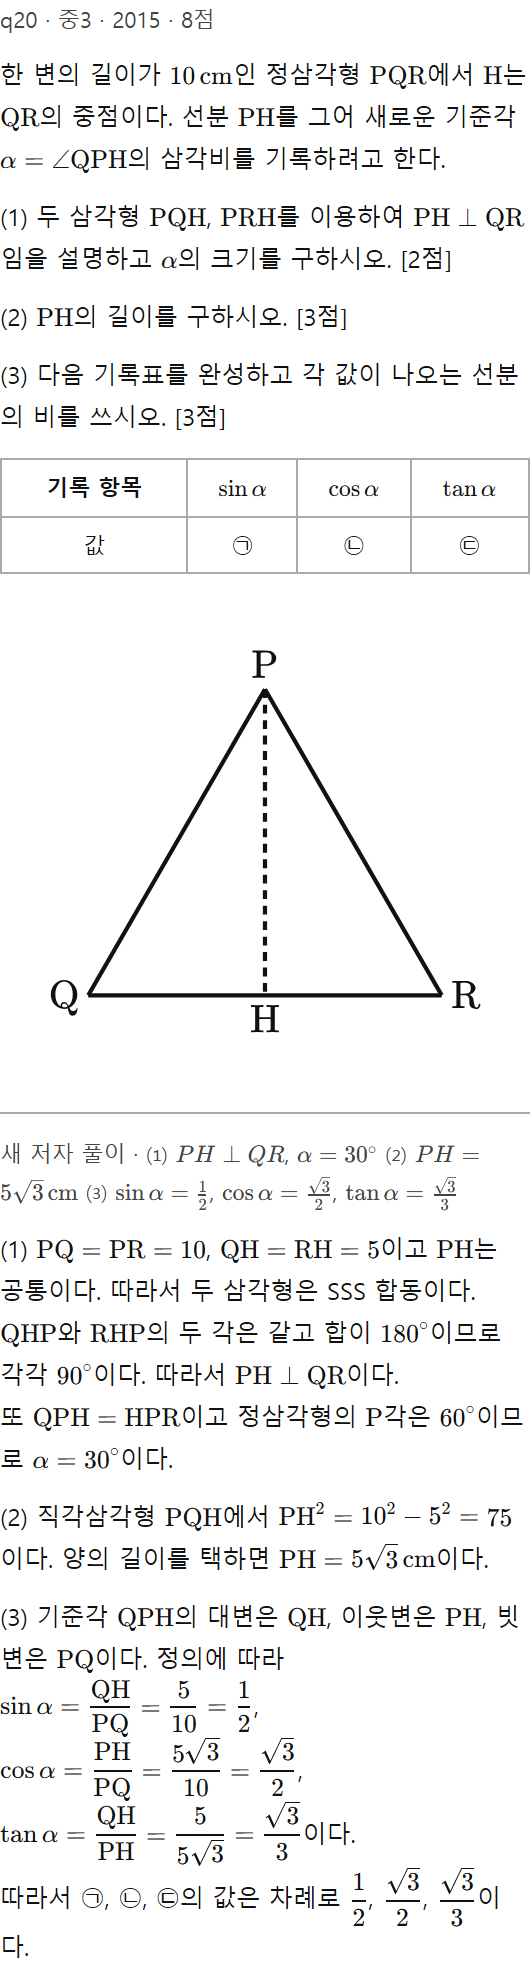 q20 · 중3 · 2015 · 8점
한 변의 길이가 10 cm인 정삼각형 PQR에서 H는
QR의 중점이다. 선분 PH를 그어 새로운 기준각
α = ∠QPH의 삼각비를 기록하려고 한다.
(1) 두 삼각형 PQH, PRH를 이용하여 PH ⊥ QR
임을 설명하고 α의 크기를 구하시오. [2점]
(2) PH의 길이를 구하시오. [3점]
(3) 다음 기록표를 완성하고 각 값이 나오는 선분
의 비를 쓰시오. [3점]
기록 항목 sin α cos α tan α
값 ㉠ ㉡ ㉢
P
Q R
H
새 저자 풀이 · (1) PH ⊥ QR, α = 30° (2) PH =
5√3 cm (3) sin α = 1/2, cos α = √3/2, tan α = √3/3
(1) PQ = PR = 10, QH = RH = 5이고 PH는
공통이다. 따라서 두 삼각형은 SSS 합동이다.
QHP와 RHP의 두 각은 같고 합이 180°이므로
각각 90°이다. 따라서 PH ⊥ QR이다.
또 QPH = HPR이고 정삼각형의 P각은 60°이므
로 α = 30°이다.
(2) 직각삼각형 PQH에서 PH² = 10² − 5² = 75
이다. 양의 길이를 택하면 PH = 5√3 cm이다.
(3) 기준각 QPH의 대변은 QH, 이웃변은 PH, 빗
변은 PQ이다. 정의에 따라
sin α = QH/PQ = 5/10 = 1/2,
cos α = PH/PQ = 5√3/10 = √3/2,
tan α = QH/PH = 5/5√3 = √3/3이다.
따라서 ㉠, ㉡, ㉢의 값은 차례로 1/2, √3/2, √3/3이
다.